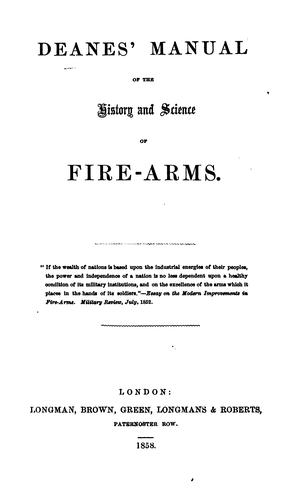 DEANES' MANUAL
OF THE
History and Science
OF
FIRE-ARMS.
"If the wealth of nations is based upon the industrial energies of their peoples,
the power and independence of a nation is no less dependent upon a healthy
condition of its military institutions, and on the excellence of the arms which it
places in the hands of its soldiers."—Essay on the Modern Improvements in
Fire-Arms. Military Review, July, 1852.
LONDON:
LONGMAN, BROWN, GREEN, LONGMANS & ROBERTS,
PATERNOSTER ROW.
1858.